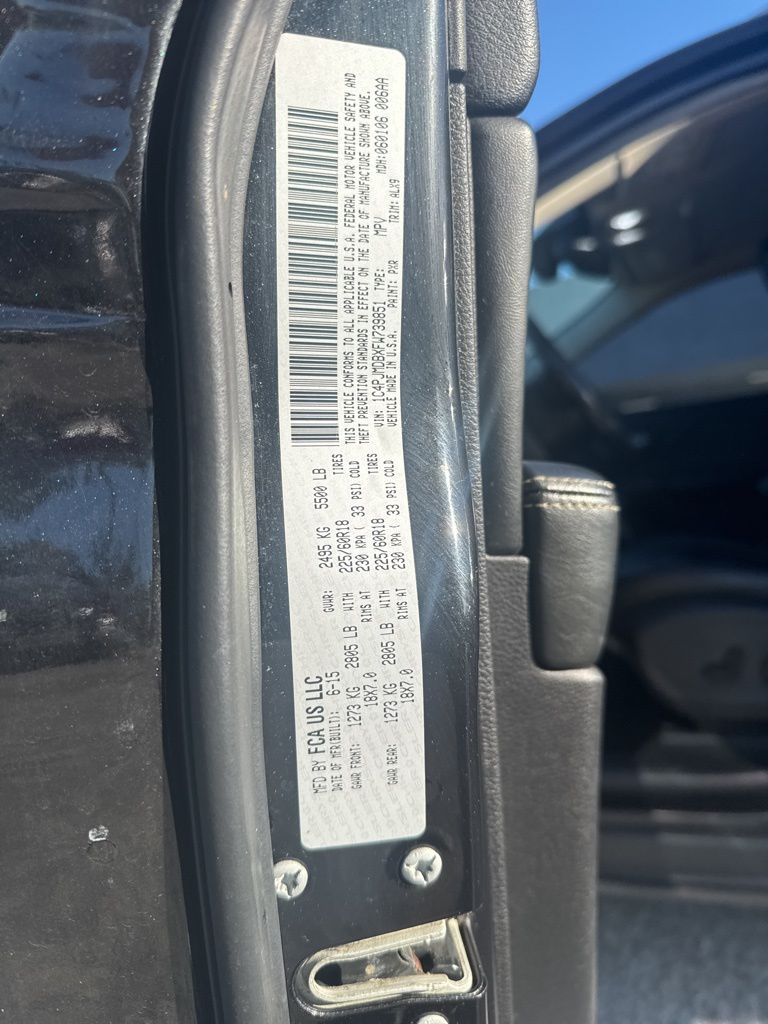 MFD BY FCA US LLC
DATE OF MFR(BUILT): 6-15 GVWR: 2495 KG 5500 LB
GAWR FRONT: 1273 KG 2805 LB WITH 225/60R18 TIRES
18X7.0 RIMS AT 230 KPA ( 33 PSI) COLD
GAWR REAR: 1273 KG 2805 LB WITH 225/60R18 TIRES
18X7.0 RIMS AT 230 KPA ( 33 PSI) COLD
THIS VEHICLE CONFORMS TO ALL APPLICABLE U.S.A. FEDERAL MOTOR VEHICLE SAFETY AND
THEFT PREVENTION STANDARDS IN EFFECT ON THE DATE OF MANUFACTURE SHOWN ABOVE.
VIN: 1C4PJMDBXFW739851 TYPE: MPV MDH:060106 006AA
VEHICLE MADE IN U.S.A. PAINT: PXR TRIM: ALX9